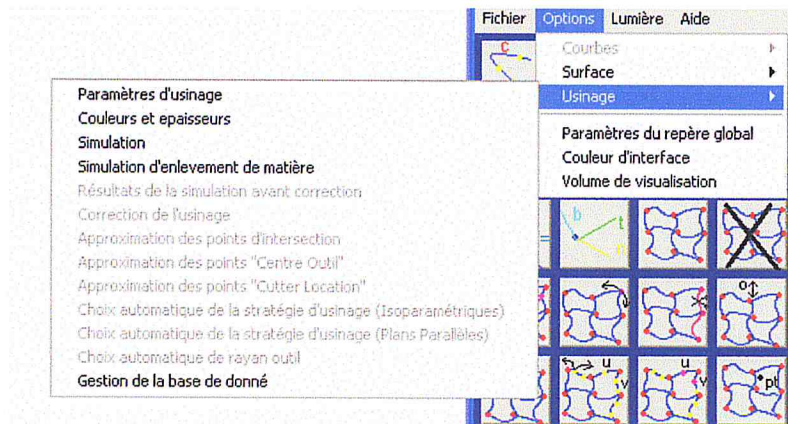 Fichier Options Lumière Aide
Courbes
Surface
Usinage
Paramètres du repère global
Couleur d'interface
Volume de visualisation
Paramètres d'usinage
Couleurs et epaisseurs
Simulation
Simulation d'enlevement de matière
Résultats de la simulation avant correction
Correction de l'usinage
Approximation des points d'intersection
Approximation des points "Centre Outil"
Approximation des points "Cutter Location"
Choix automatique de la stratégie d'usinage (Isoparamétriques)
Choix automatique de la stratégie d'usinage (Plans Parallèles)
Choix automatique de rayan outil
Gestion de la base de donné
C
b t
n
o
u u
v v pt